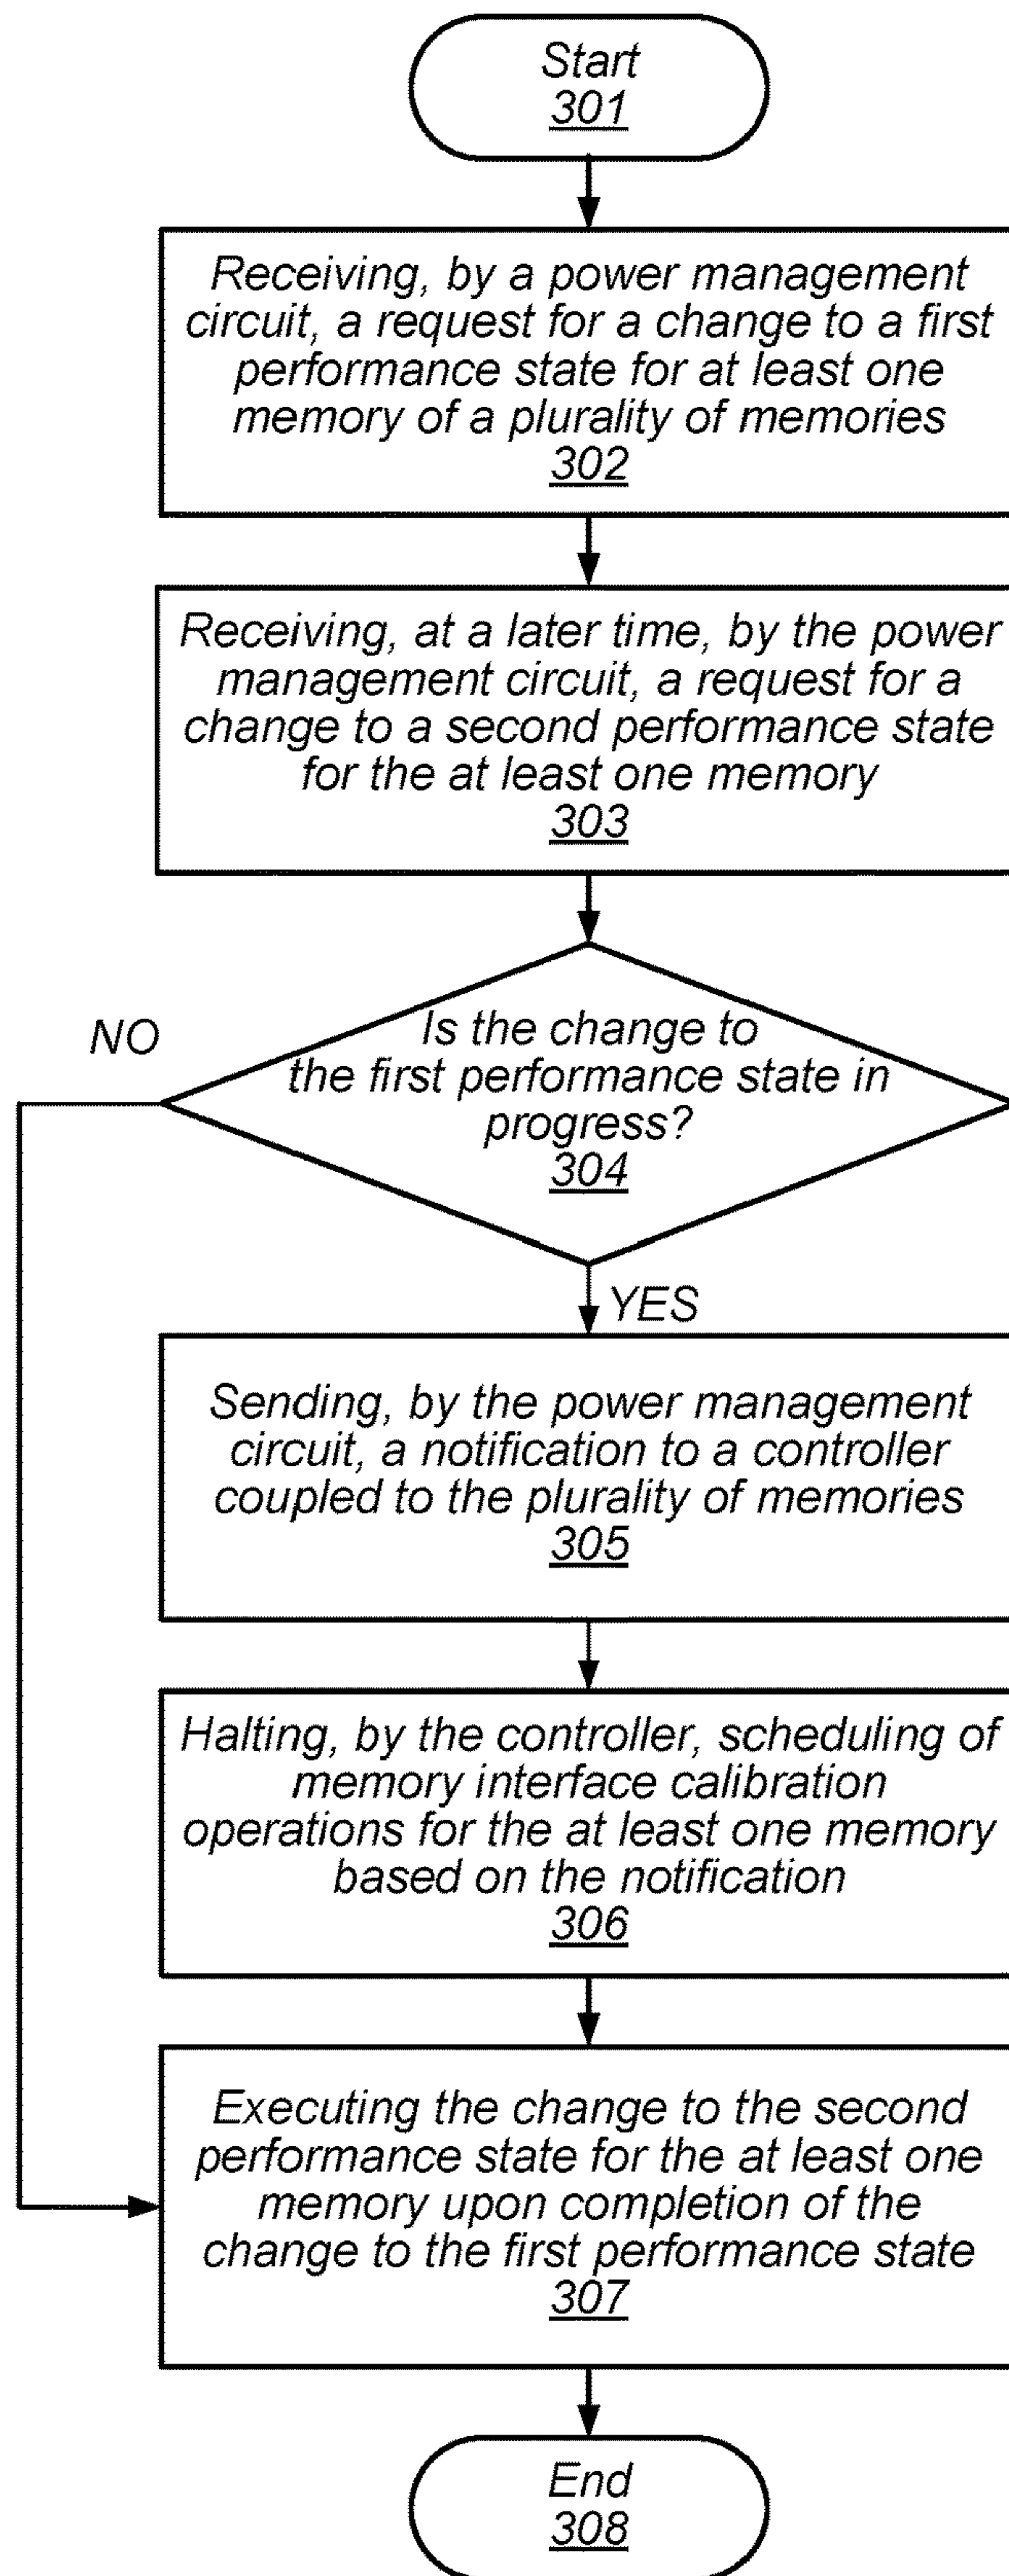 Start
301
Receiving, by a power management
circuit, a request for a change to a first
performance state for at least one
memory of a plurality of memories
302
Receiving, at a later time, by the power
management circuit, a request for a
change to a second performance state
for the at least one memory
303
NO
Is the change to
the first performance state in
progress?
304
YES
Sending, by the power management
circuit, a notification to a controller
coupled to the plurality of memories
305
Halting, by the controller, scheduling of
memory interface calibration
operations for the at least one memory
based on the notification
306
Executing the change to the second
performance state for the at least one
memory upon completion of the
change to the first performance state
307
End
308